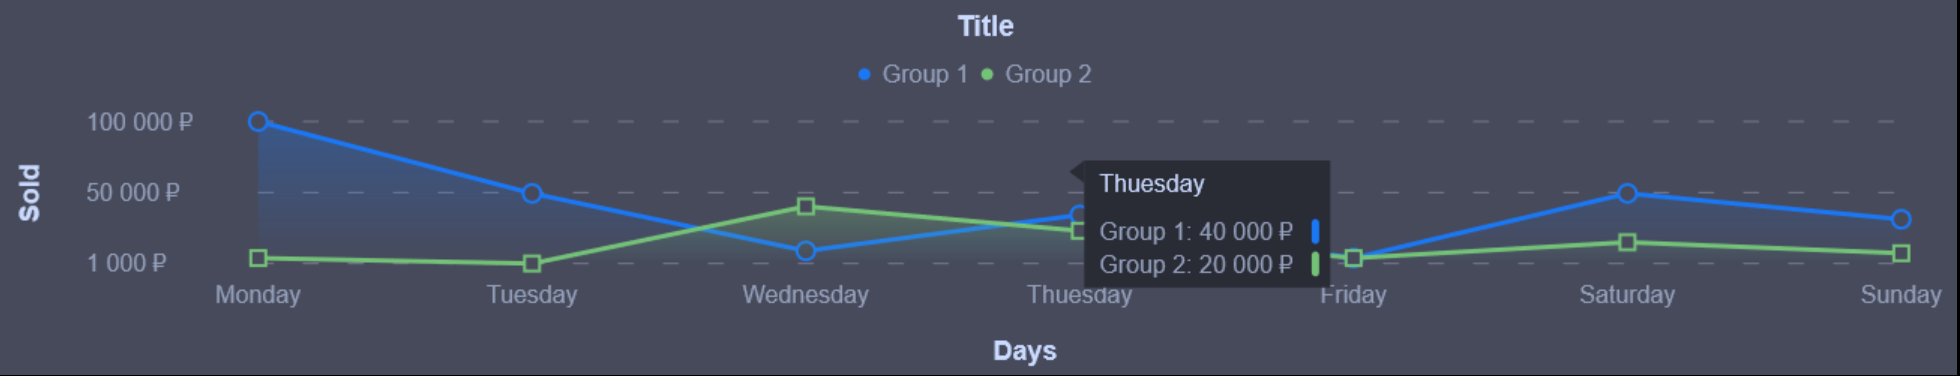 Title
Group 1 Group 2
100 000 ₽
50 000 ₽
1 000 ₽
Sold
Thuesday
Group 1: 40 000 ₽
Group 2: 20 000 ₽
Monday Tuesday Wednesday Thuesday Friday Saturday Sunday
Days